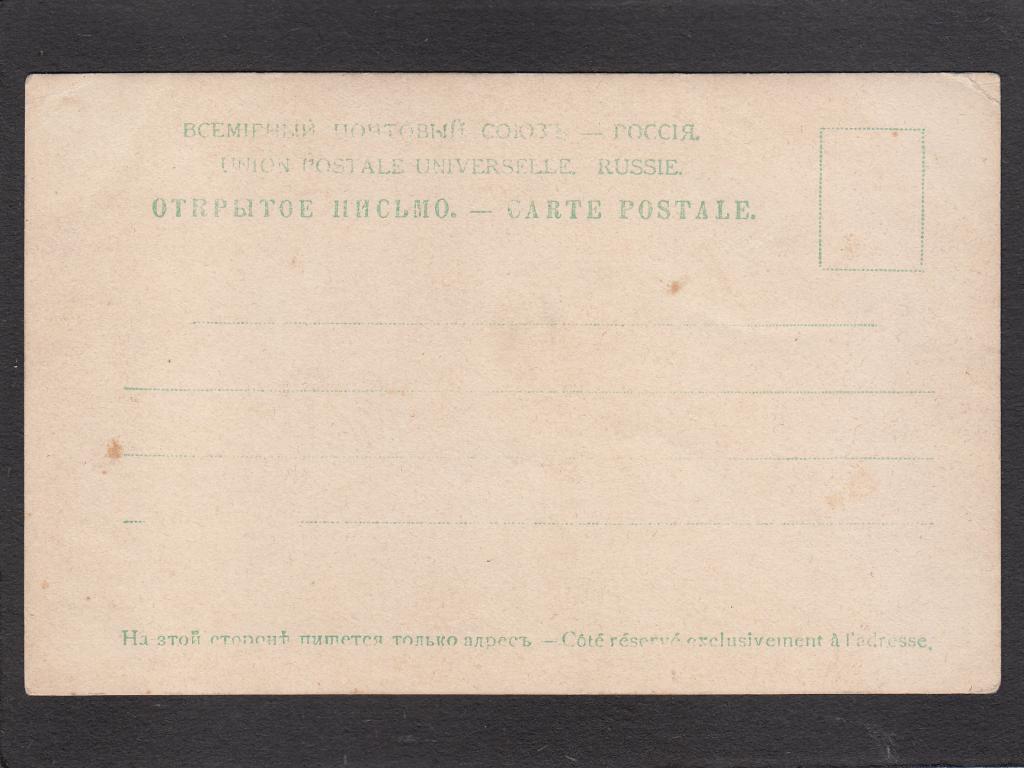 ВСЕМІРНЫЙ ПОЧТОВЫЙ СОЮЗЪ — РОССІЯ.
UNION POSTALE UNIVERSELLE. RUSSIE.
ОТКРЫТОЕ ПИСЬМО. — CARTE POSTALE.
На этой сторонѣ пишется только адресъ — Côté réservé exclusivement à l'adresse.